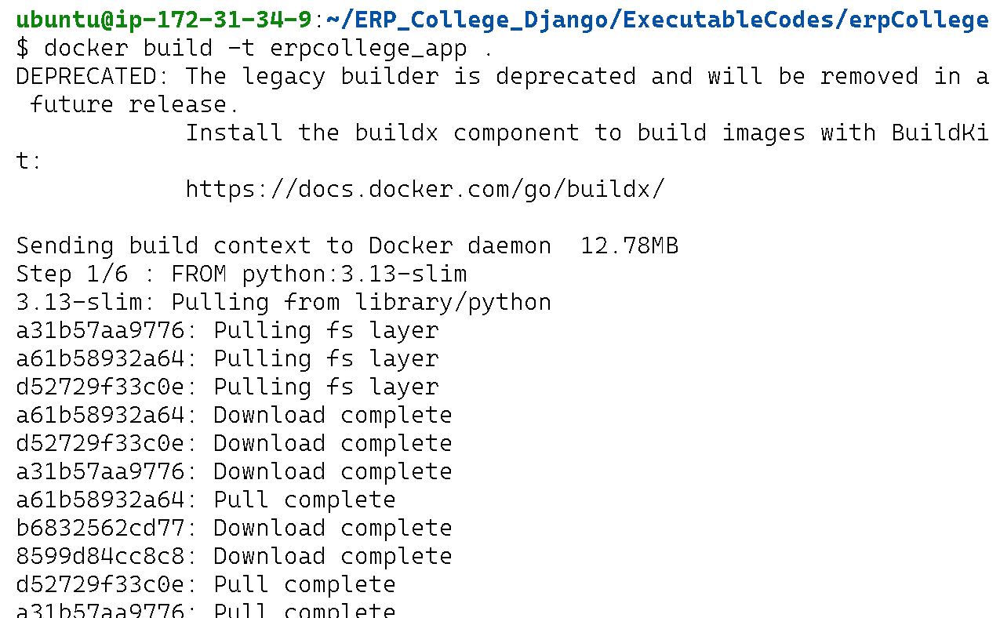 ubuntu@ip-172-31-34-9:~/ERP_College_Django/ExecutableCodes/erpCollege
$ docker build -t erpcollege_app .
DEPRECATED: The legacy builder is deprecated and will be removed in a
 future release.
            Install the buildx component to build images with BuildKi
t:
            https://docs.docker.com/go/buildx/

Sending build context to Docker daemon  12.78MB
Step 1/6 : FROM python:3.13-slim
3.13-slim: Pulling from library/python
a31b57aa9776: Pulling fs layer
a61b58932a64: Pulling fs layer
d52729f33c0e: Pulling fs layer
a61b58932a64: Download complete
d52729f33c0e: Download complete
a31b57aa9776: Download complete
a61b58932a64: Pull complete
b6832562cd77: Download complete
8599d84cc8c8: Download complete
d52729f33c0e: Pull complete
a31b57aa9776: Pull complete